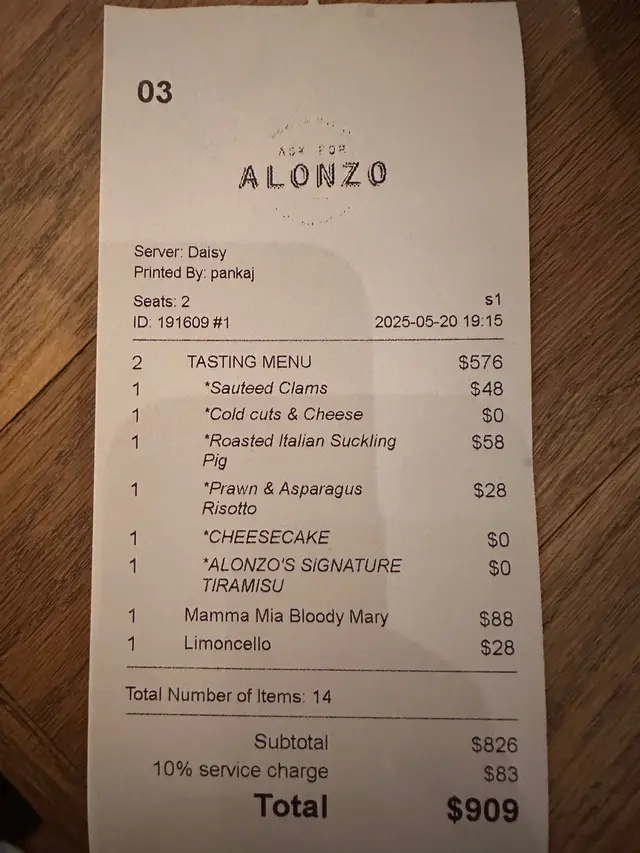 03
ASK FOR
ALONZO
Server: Daisy
Printed By: pankaj
Seats: 2 s1
ID: 191609 #1 2025-05-20 19:15
2 TASTING MENU $576
1 *Sauteed Clams $48
1 *Cold cuts & Cheese $0
1 *Roasted Italian Suckling $58
Pig
1 *Prawn & Asparagus $28
Risotto
1 *CHEESECAKE $0
1 *ALONZO'S SIGNATURE $0
TIRAMISU
1 Mamma Mia Bloody Mary $88
1 Limoncello $28
Total Number of Items: 14
Subtotal $826
10% service charge $83
Total $909